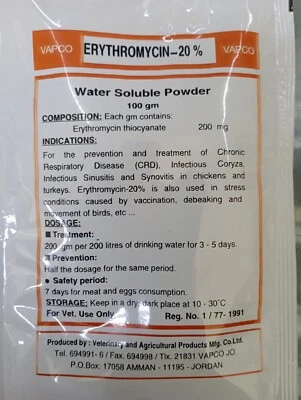 VAPCO ERYTHROMYCIN-20 % VAPCO
Water Soluble Powder
100 gm
COMPOSITION: Each gm contains:
Erythromycin thiocyanate 200 mg
INDICATIONS:
For the prevention and treatment of Chronic
Respiratory Disease (CRD), Infectious Coryza,
Infectious Sinusitis and Synovitis in chickens and
turkeys. Erythromycin-20% is also used in stress
conditions caused by vaccination, debeaking and
movement of birds, etc ...
DOSAGE:
■ Treatment:
200 gm per 200 liters of drinking water for 3 - 5 days.
■ Prevention:
Half the dosage for the same period.
● Safety period:
7 days for meat and eggs consumption.
STORAGE: Keep in a dry, dark place at 10 - 30°C
For Vet. Use Only Reg. No. 1 / 77- 1991
Produced by : Veterinary and Agricultural Products Mfg. Co.Ltd.
Tel. 694991- 6 / Fax. 694998 / Tlx. 21831 VAPCO JO.
P.O.Box: 17058 AMMAN - 11195 - JORDAN